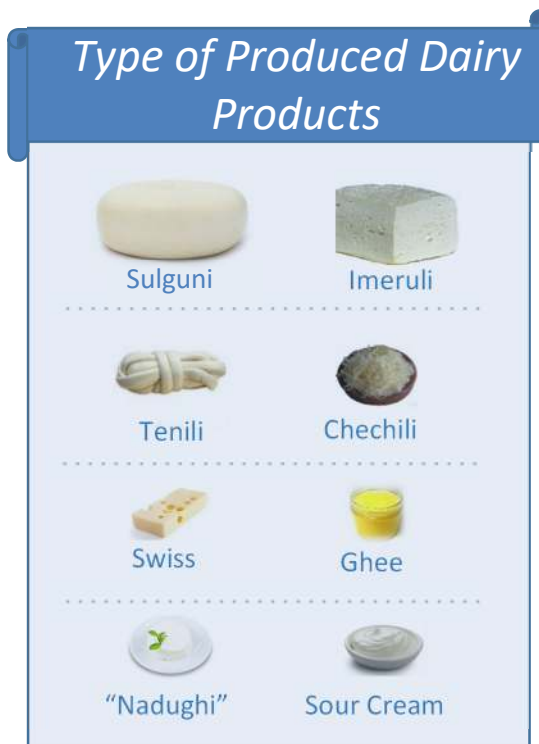 Type of Produced Dairy
Products
Sulguni
Imeruli
Tenili
Chechili
Swiss
Ghee
“Nadughi”
Sour Cream